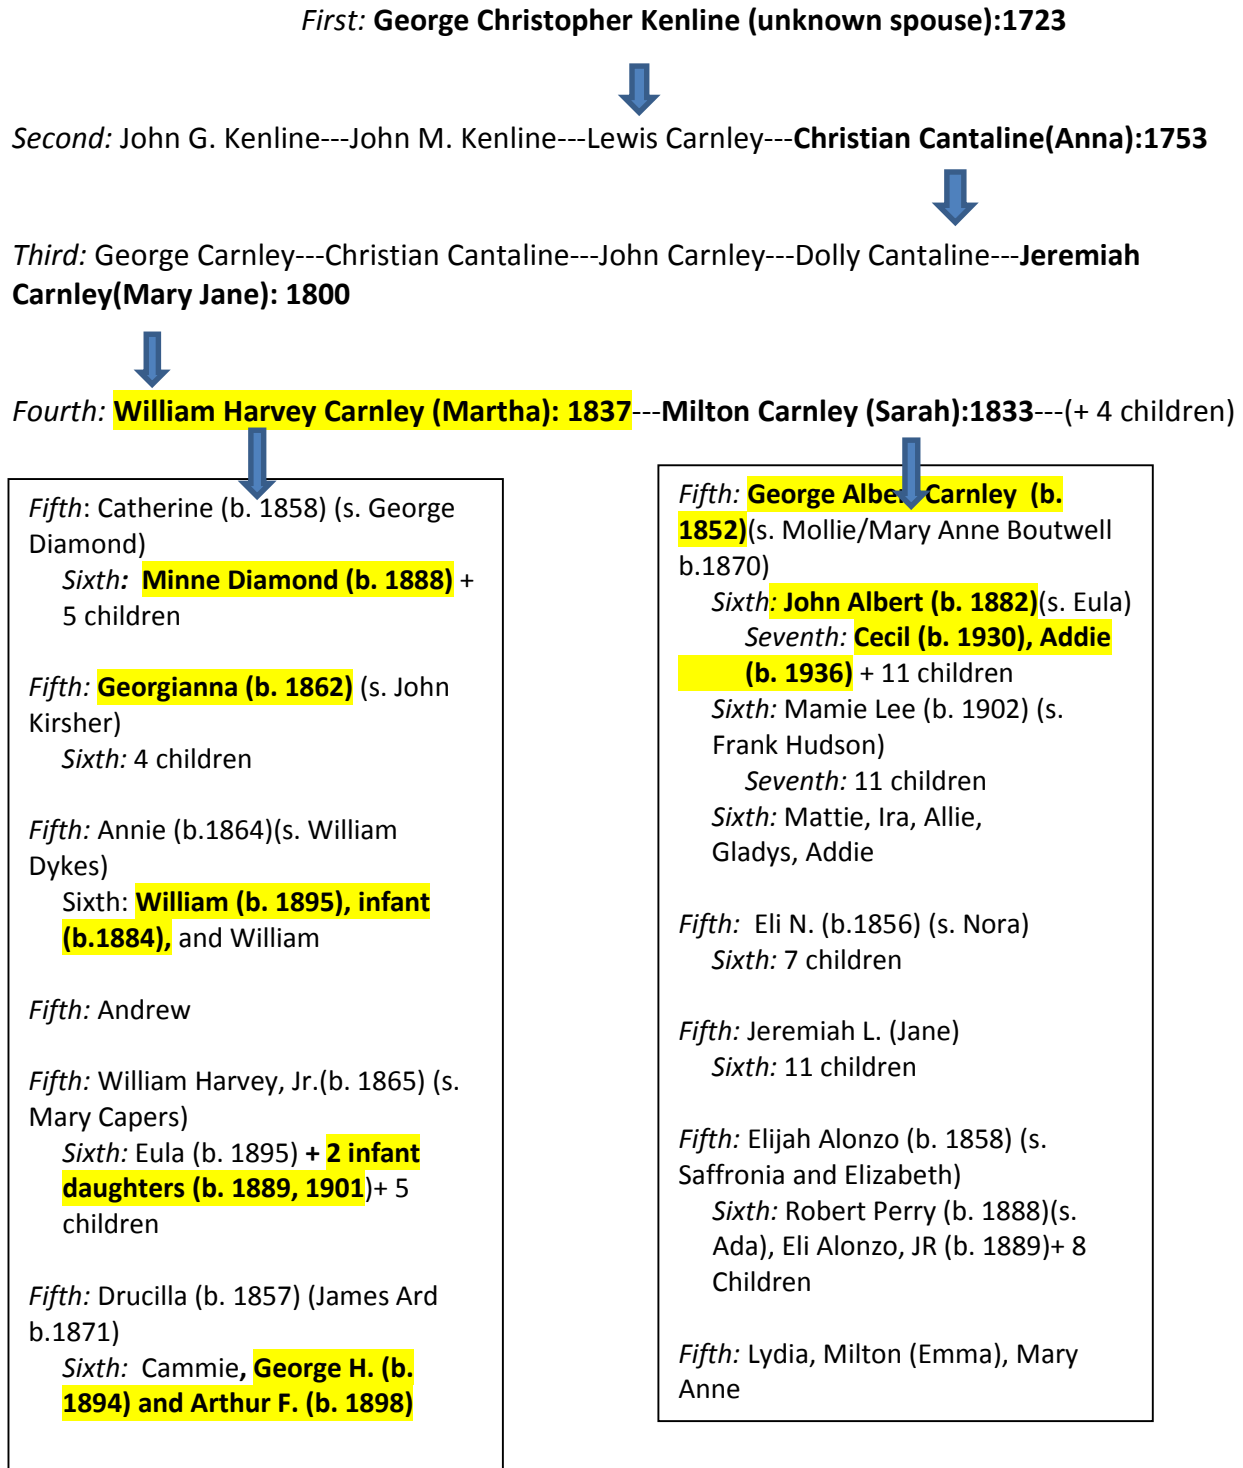 First: George Christopher Kenline (unknown spouse):1723
Second: John G. Kenline---John M. Kenline---Lewis Carnley---Christian Cantaline(Anna):1753
Third: George Carnley---Christian Cantaline---John Carnley---Dolly Cantaline---Jeremiah
Carnley(Mary Jane): 1800
Fourth: William Harvey Carnley (Martha): 1837---Milton Carnley (Sarah):1833---(+ 4 children)
Fifth: Catherine (b. 1858) (s. George
Diamond)
Sixth: Minne Diamond (b. 1888) +
5 children
Fifth: Georgianna (b. 1862) (s. John
Kirsher)
Sixth: 4 children
Fifth: Annie (b.1864)(s. William
Dykes)
Sixth: William (b. 1895), infant
(b.1884), and William
Fifth: Andrew
Fifth: William Harvey, Jr.(b. 1865) (s.
Mary Capers)
Sixth: Eula (b. 1895) + 2 infant
daughters (b. 1889, 1901)+ 5
children
Fifth: Drucilla (b. 1857) (James Ard
b.1871)
Sixth: Cammie, George H. (b.
1894) and Arthur F. (b. 1898)
Fifth: George Albert Carnley (b.
1852)(s. Mollie/Mary Anne Boutwell
b.1870)
Sixth: John Albert (b. 1882)(s. Eula)
Seventh: Cecil (b. 1930), Addie
(b. 1936) + 11 children
Sixth: Mamie Lee (b. 1902) (s.
Frank Hudson)
Seventh: 11 children
Sixth: Mattie, Ira, Allie,
Gladys, Addie
Fifth: Eli N. (b.1856) (s. Nora)
Sixth: 7 children
Fifth: Jeremiah L. (Jane)
Sixth: 11 children
Fifth: Elijah Alonzo (b. 1858) (s.
Saffronia and Elizabeth)
Sixth: Robert Perry (b. 1888)(s.
Ada), Eli Alonzo, JR (b. 1889)+ 8
Children
Fifth: Lydia, Milton (Emma), Mary
Anne